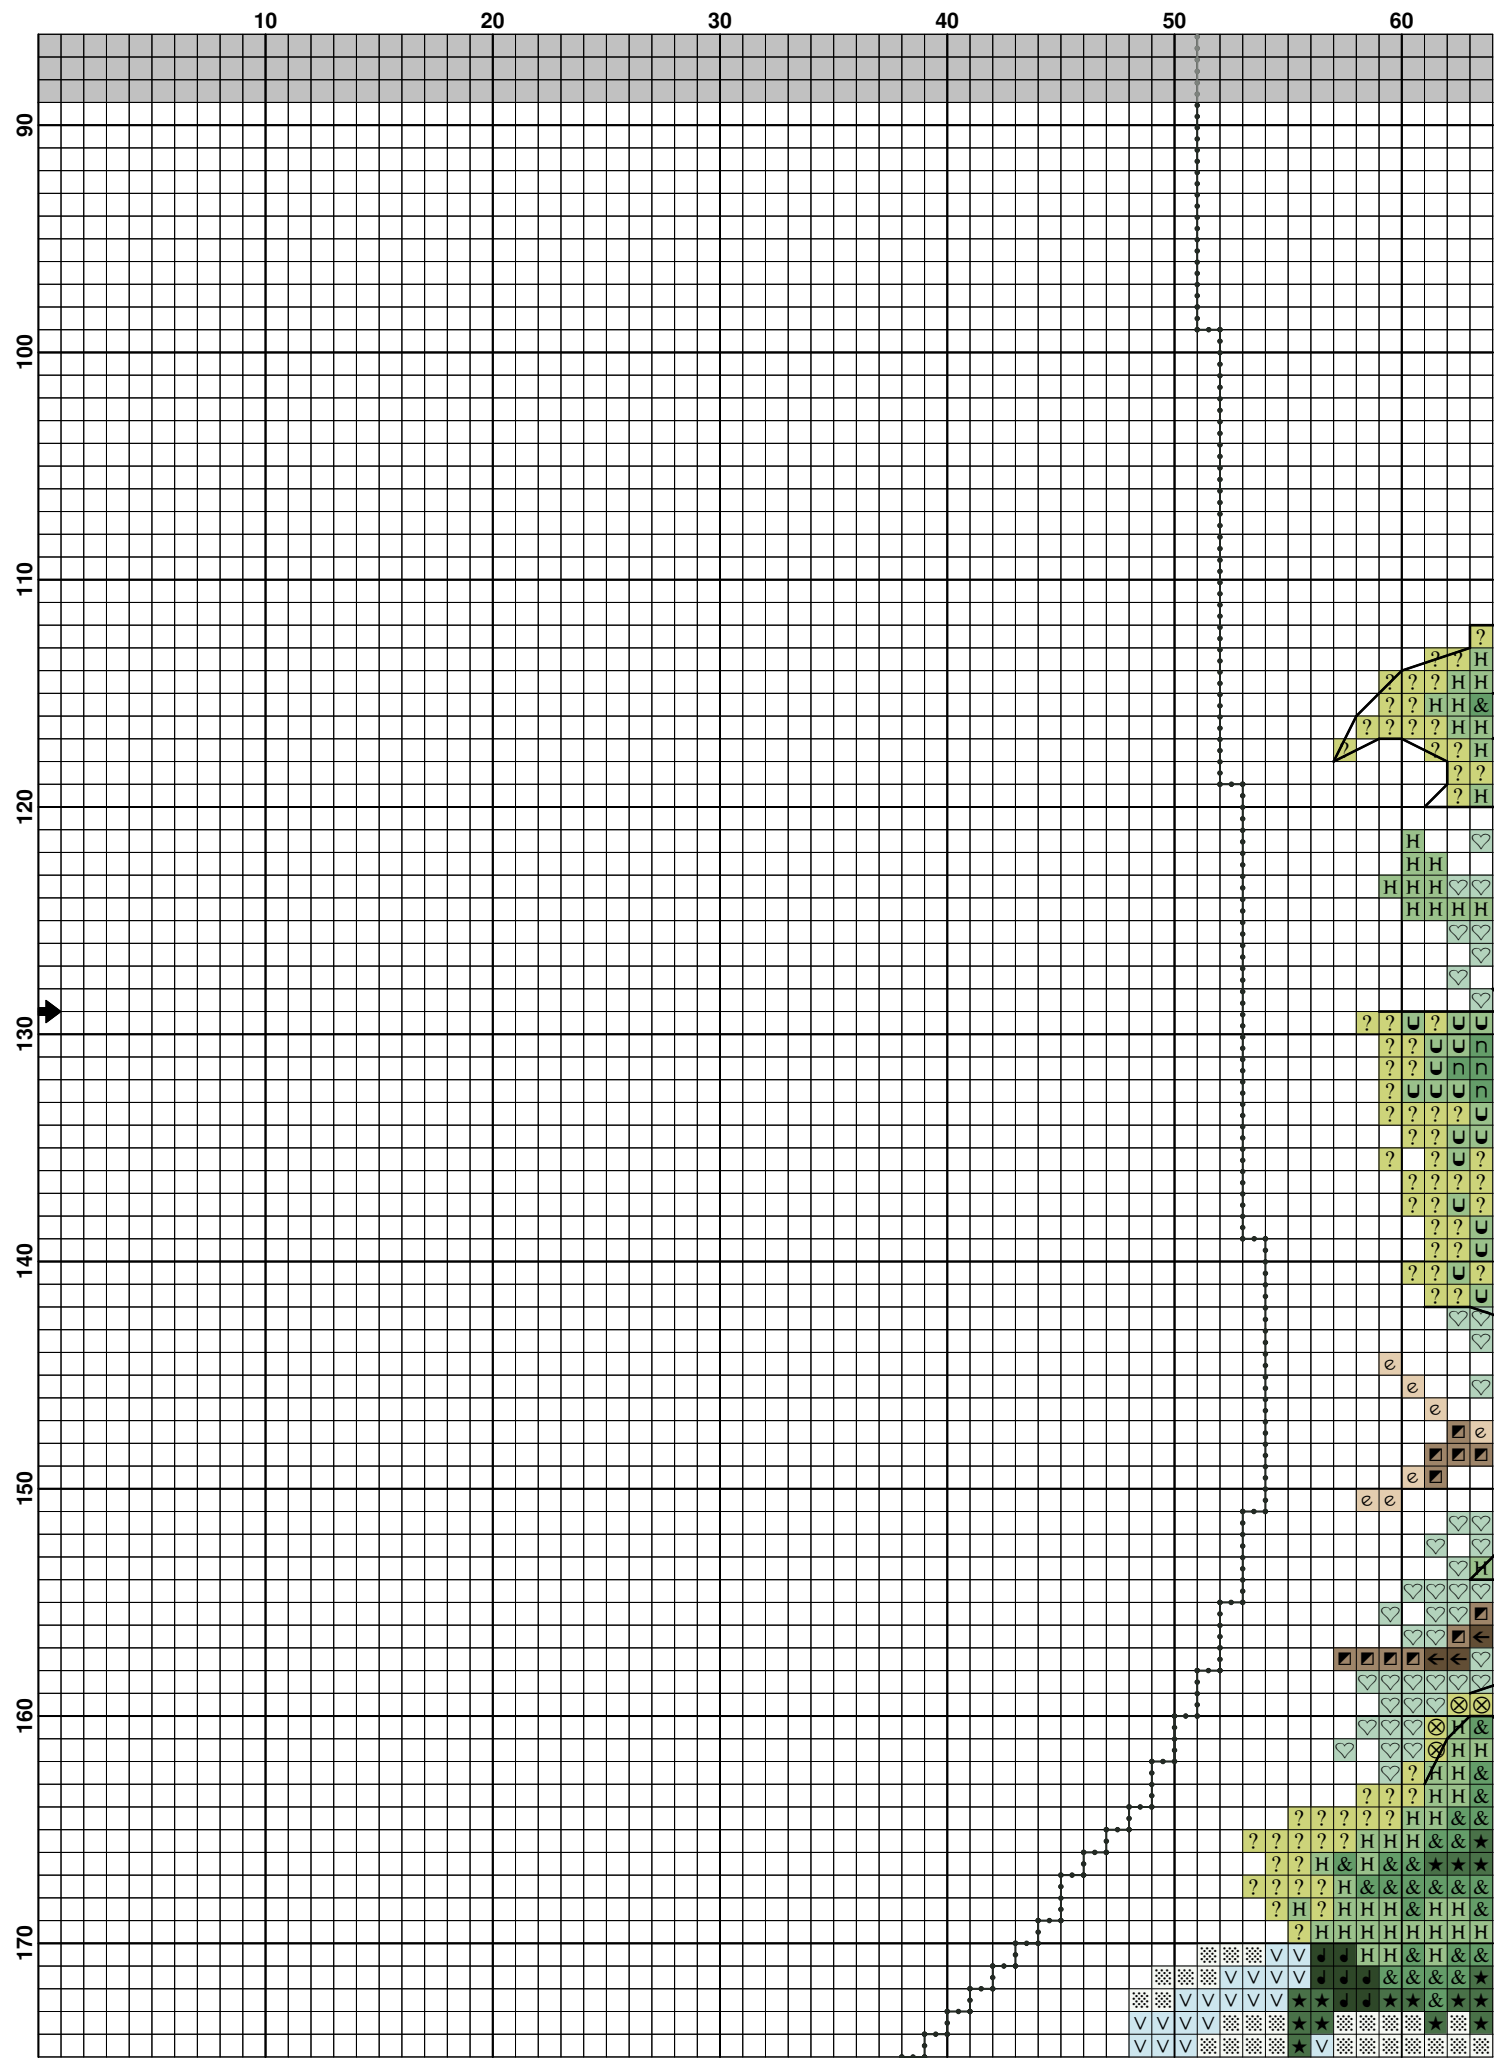 10 20 30 40 50 60
90
100
110
?
? ? H
? ? ? H H
? ? H H &
? ? ? ? H H
? ? ? H
? ?
? H
120
H ♡
H H
H H H ♡ ♡
H H H H
♡ ♡
♡
♡
♡
130
? ? U ? U U
? ? U U n
? ? U n n
? U U U n
? ? ? ? U
? ? U U
? ? U ?
? ? ? ?
? ? U ?
? ? U
? ? U
140
? ? U ?
? ? U
♡ ♡
♡
e
e ♡
e
◩ e
◩ ◩ ◩
e ◩
150
e e
♡ ♡
♡ ♡
♡ H
♡ ♡ ♡ ♡
♡ ♡ ♡ ◩
♡ ♡ ◩ ←
◩ ◩ ◩ ◩ ← ← ♡
♡ ♡ ♡ ♡ ♡ ♡
♡ ♡ ♡ ⊗ ⊗
160
♡ ♡ ♡ ⊗ H &
♡ ♡ ♡ ⊗ H H
♡ ? H H &
? ? ? H H &
? ? ? ? ? H H & &
? ? ? ? ? H H H & & ★
? ? H & H & & ★ ★ ★
? ? ? ? H & & & & & &
? H ? H H H & H H &
? H H H H H H H H
170
▒ ▒ ▒ V V ♩ ♩ H H & H & &
▒ ▒ ▒ V V V V ♩ ♩ ♩ & & & & ★
▒ ▒ V V V V V ★ ★ ♩ ♩ ★ ★ & ★ ★
V V V V ▒ ▒ ▒ ★ ★ ▒ ▒ ▒ ▒ ★ ▒ ★
V V V ▒ ▒ ▒ ▒ ★ V ▒ ▒ ▒ ▒ ▒ ▒ ▒